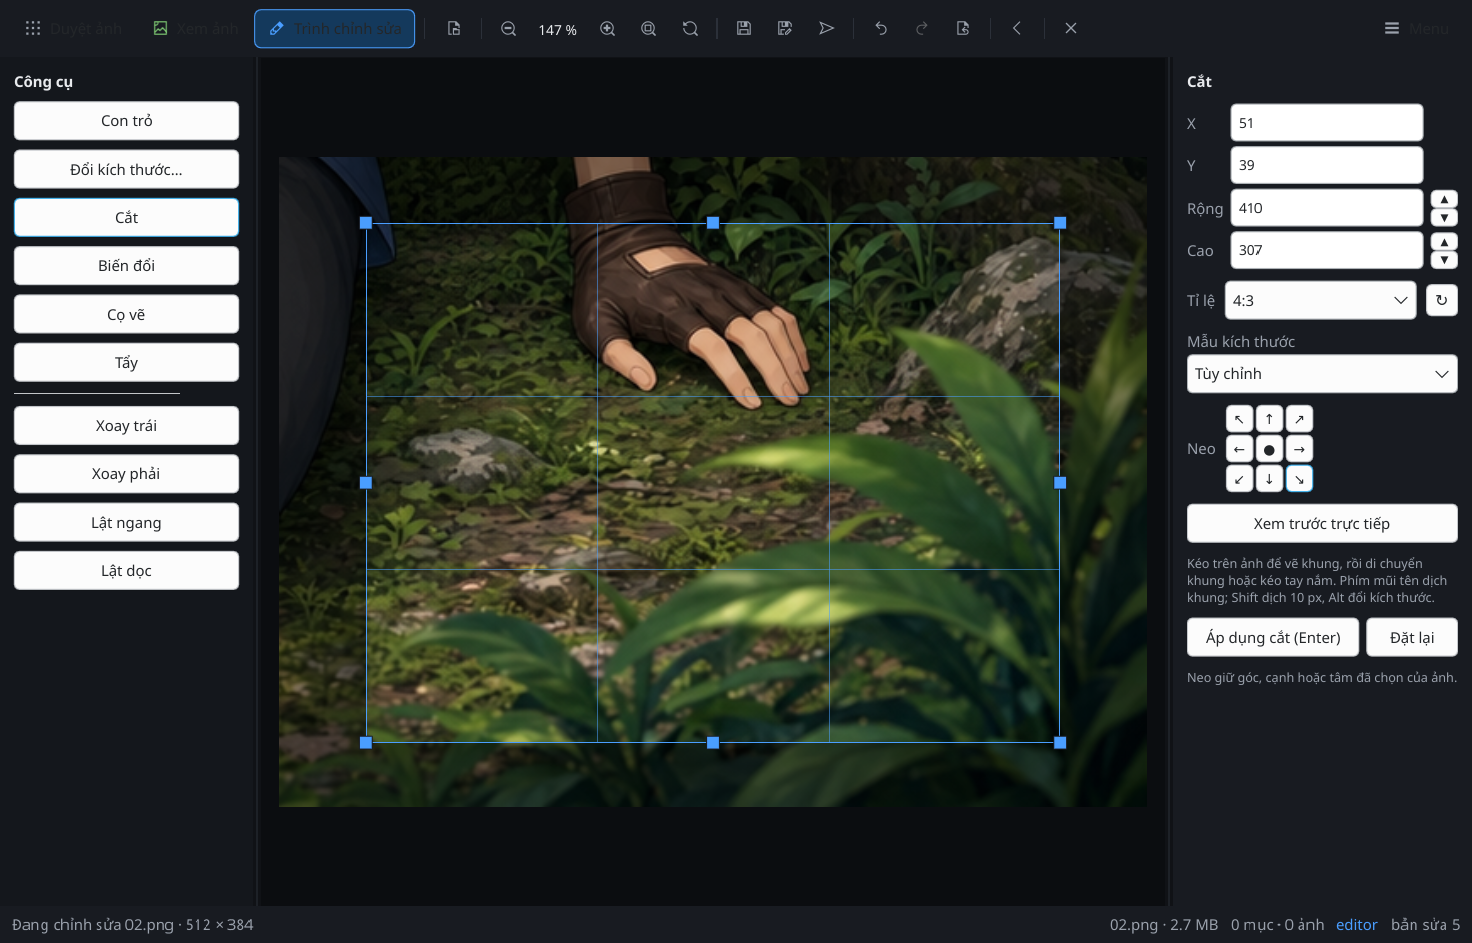 Duyệt ảnh
Xem ảnh
Trình chỉnh sửa
147 %
Menu
Công cụ
Con trỏ
Đổi kích thước...
Cắt
Biến đổi
Cọ vẽ
Tẩy
Xoay trái
Xoay phải
Lật ngang
Lật dọc
Cắt
X 51
Y 39
Rộng 410
Cao 307
Tỉ lệ 4:3
Mẫu kích thước
Tùy chỉnh
Neo
Xem trước trực tiếp
Kéo trên ảnh để vẽ khung, rồi di chuyển
khung hoặc kéo tay nắm. Phím mũi tên dịch
khung; Shift dịch 10 px, Alt đổi kích thước.
Áp dụng cắt (Enter) Đặt lại
Neo giữ góc, cạnh hoặc tâm đã chọn của ảnh.
Đang chỉnh sửa 02.png · 512 × 384
02.png · 2.7 MB 0 mục · 0 ảnh editor bản sửa 5